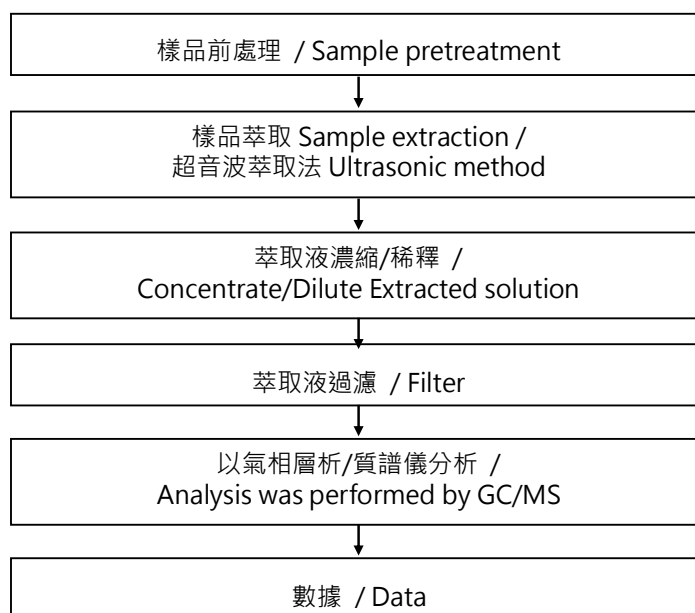 樣品前處理 / Sample pretreatment
樣品萃取 Sample extraction /
超音波萃取法 Ultrasonic method
萃取液濃縮/稀釋 /
Concentrate/Dilute Extracted solution
萃取液過濾 / Filter
以氣相層析/質譜儀分析 /
Analysis was performed by GC/MS
數據 / Data